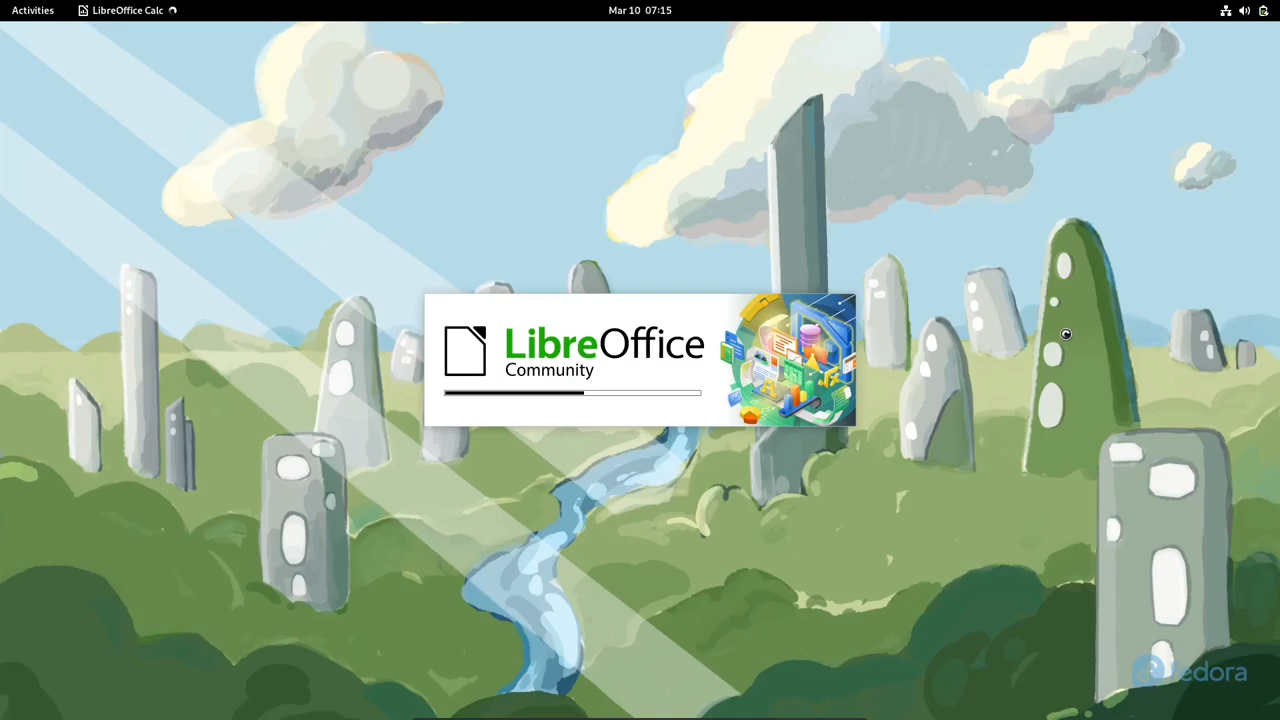 Activities
LibreOffice Calc
Mar 10 07:15
LibreOffice
Community
fedora